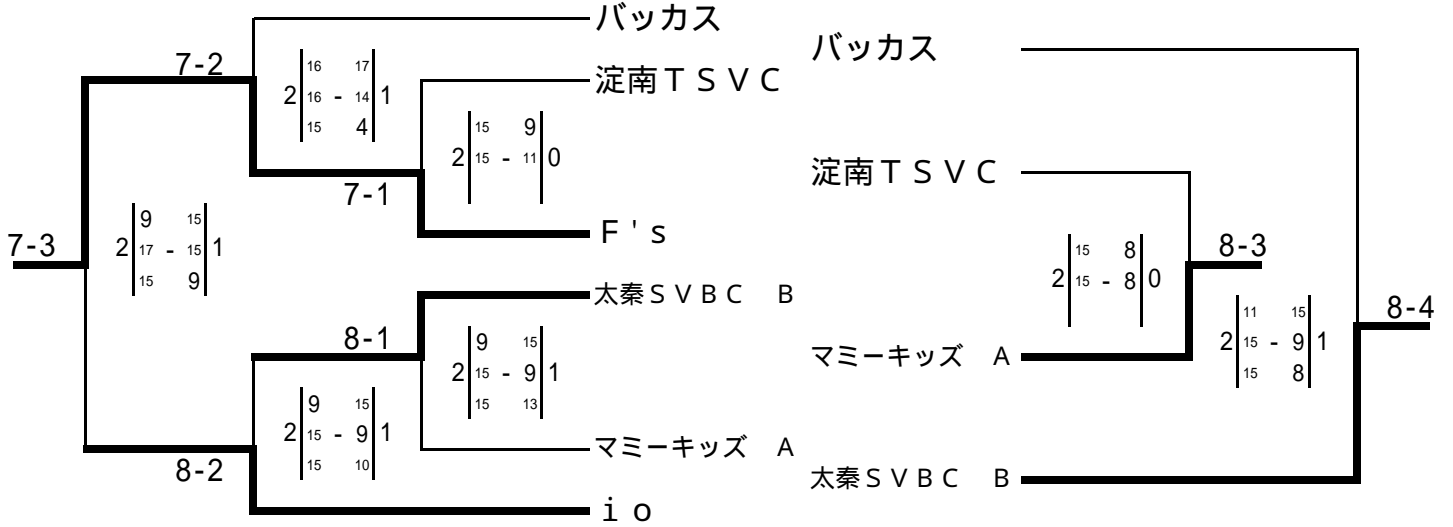 バッカス
7-2
16 17
2 16 - 14 1
15 4
淀南ＴＳＶＣ
15 9
2 15 - 11 0
7-1
Ｆ'ｓ
9 15
7-3
2 17 - 15 1
15 9
太秦ＳＶＢＣ　Ｂ
8-1
9 15
2 15 - 9 1
15 13
9 15
2 15 - 9 1
15 10
マミーキッズ　Ａ
8-2
ｉｏ
バッカス
淀南ＴＳＶＣ
8-3
15 8
2 15 - 8 0
8-4
11 15
2 15 - 9 1
15 8
マミーキッズ　Ａ
太秦ＳＶＢＣ　Ｂ